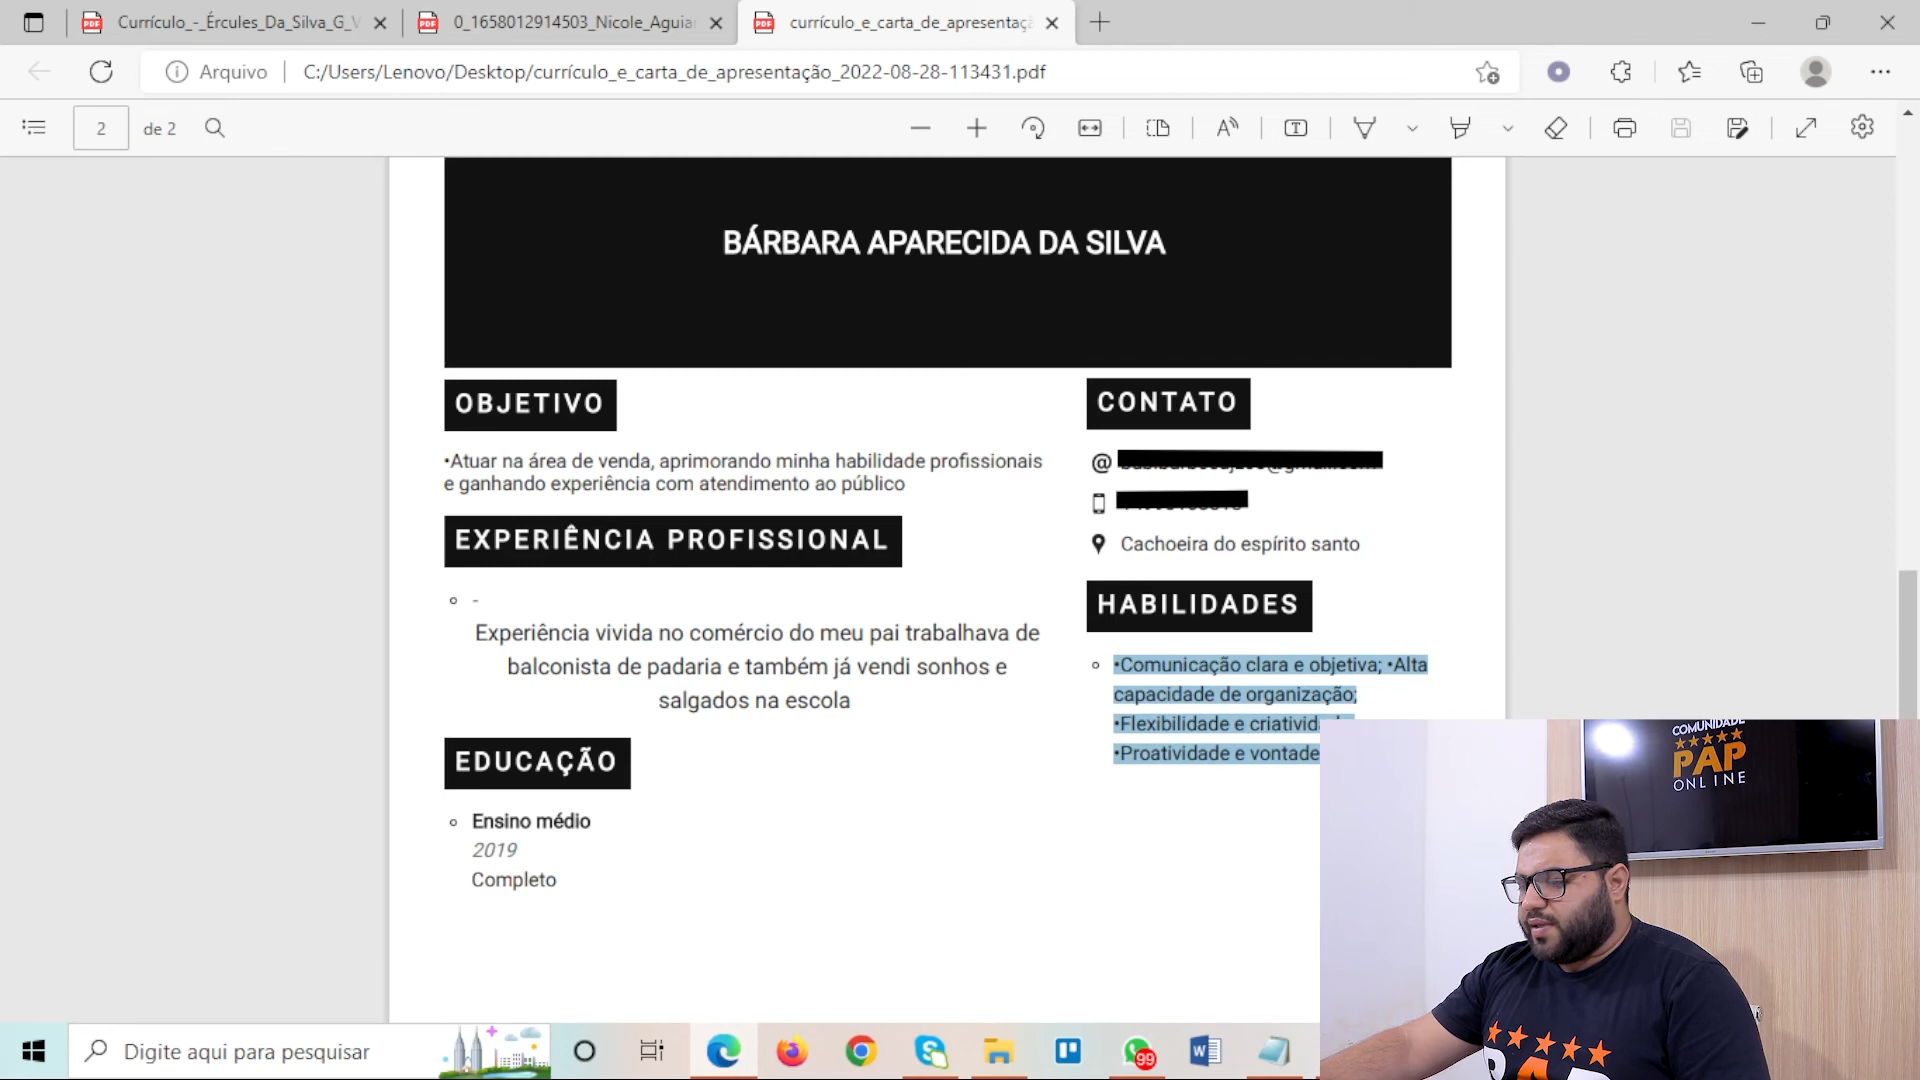 Currículo_-_Ércules_Da_Silva_G_V
0_1658012914503_Nicole_Aguia
currículo_e_carta_de_apresentaç
Arquivo
C:/Users/Lenovo/Desktop/currículo_e_carta_de_apresentação_2022-08-28-113431.pdf
2
de 2
BÁRBARA APARECIDA DA SILVA
OBJETIVO
•Atuar na área de venda, aprimorando minha habilidade profissionais
e ganhando experiência com atendimento ao público
EXPERIÊNCIA PROFISSIONAL
-
Experiência vivida no comércio do meu pai trabalhava de
balconista de padaria e também já vendi sonhos e
salgados na escola
EDUCAÇÃO
Ensino médio
2019
Completo
CONTATO
@
Cachoeira do espírito santo
HABILIDADES
•Comunicação clara e objetiva; •Alta
capacidade de organização;
•Flexibilidade e
•Proatividade e vontade
COMUNIDADE
PAP
ONLINE
Digite aqui para pesquisar
99